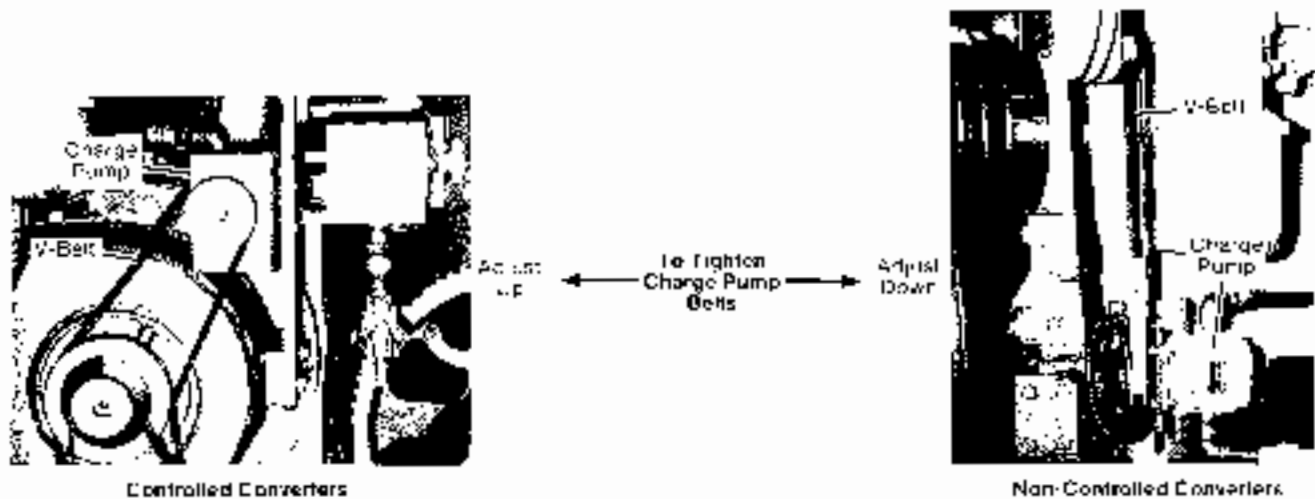 Charge
Pump
V-Belt
Adjust
Up
To Tighten
Charge Pump
Belts
Adjust
Down
V-Belt
Charge
Pump
Controlled Converters
Non-Controlled Converters